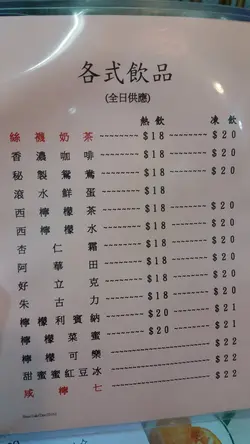 各式飲品
(全日供應)
熱飲 凍飲
絲襪奶茶 -------- $18 -------- $20
香濃咖啡 -------- $18 -------- $20
秘製鴛鴦 -------- $18 -------- $20
滾水鮮蛋 -------- $18
西檸檬茶 -------- $18 -------- $20
西檸檬水 -------- $18 -------- $20
杏仁霜 -------- $18 -------- $20
阿華田 -------- $18 -------- $20
好立克 -------- $18 -------- $20
朱古力 -------- $18 -------- $20
檸檬利賓納 -------- $20 -------- $21
檸檬菜蜜 -------- $20 -------- $21
檸檬可樂 -------- $20 -------- $21
甜蜜蜜紅豆冰 -------- $22
咸檸七 -------- $22